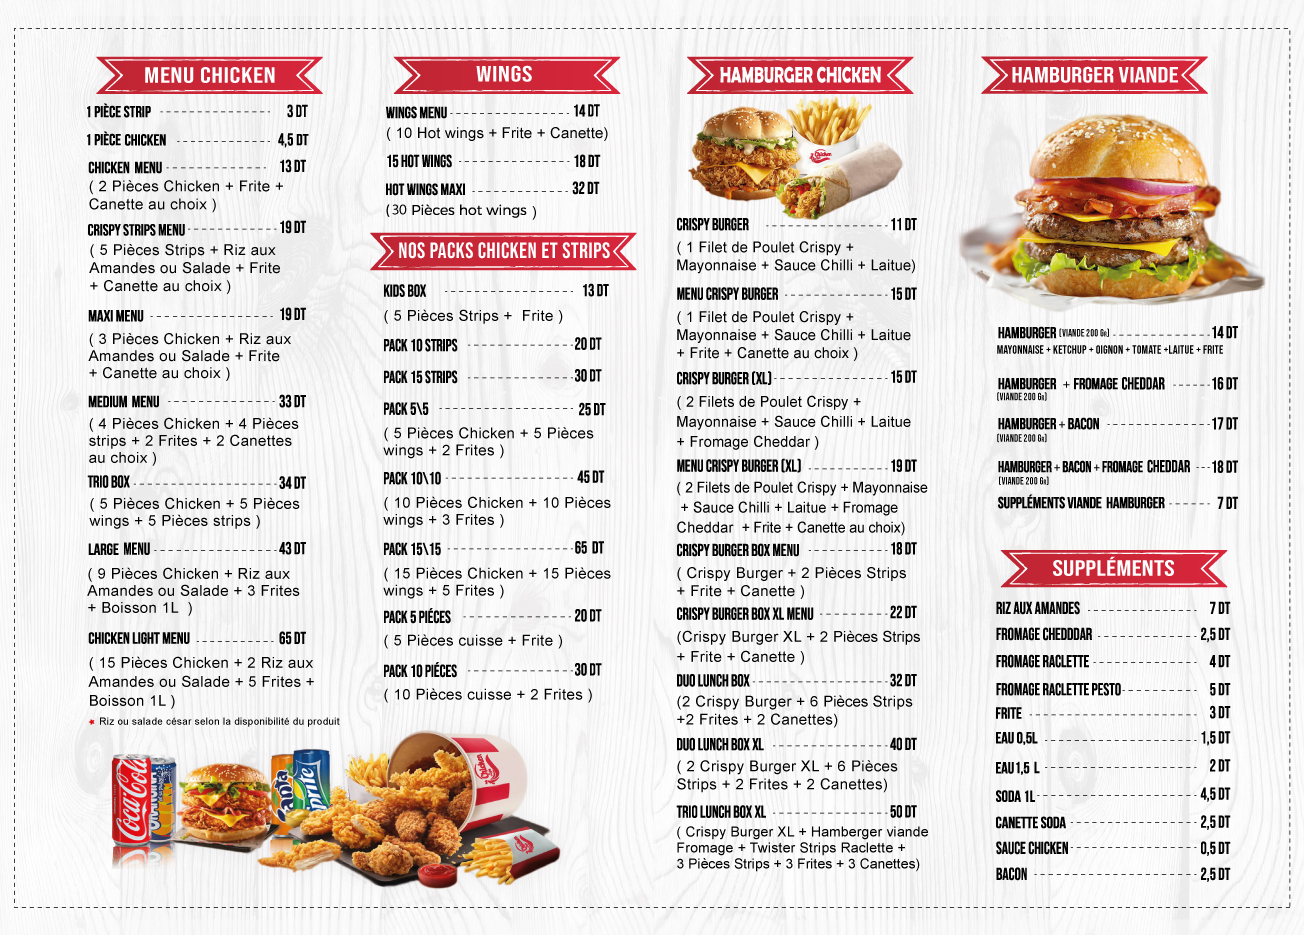 MENU CHICKEN
1 PIÈCE STRIP 3 DT
1 PIÈCE CHICKEN 4,5 DT
CHICKEN MENU 13 DT
( 2 Pièces Chicken + Frite +
Canette au choix )
CRISPY STRIPS MENU 19 DT
( 5 Pièces Strips + Riz aux
Amandes ou Salade + Frite
+ Canette au choix )
MAXI MENU 19 DT
( 3 Pièces Chicken + Riz aux
Amandes ou Salade + Frite
+ Canette au choix )
MEDIUM MENU 33 DT
( 4 Pièces Chicken + 4 Pièces
strips + 2 Frites + 2 Canettes
au choix )
TRIO BOX 34 DT
( 5 Pièces Chicken + 5 Pièces
wings + 5 Pièces strips )
LARGE MENU 43 DT
( 9 Pièces Chicken + Riz aux
Amandes ou Salade + 3 Frites
+ Boisson 1L )
CHICKEN LIGHT MENU 65 DT
( 15 Pièces Chicken + 2 Riz aux
Amandes ou Salade + 5 Frites +
Boisson 1L )
★ Riz ou salade césar selon la disponibilité du produit
Coca-Cola
Fanta
Sprite
WINGS
WINGS MENU 14 DT
( 10 Hot wings + Frite + Canette)
15 HOT WINGS 18 DT
HOT WINGS MAXI 32 DT
(30 Pièces hot wings )
NOS PACKS CHICKEN ET STRIPS
KIDS BOX 13 DT
( 5 Pièces Strips + Frite )
PACK 10 STRIPS 20 DT
PACK 15 STRIPS 30 DT
PACK 5\5 25 DT
( 5 Pièces Chicken + 5 Pièces
wings + 2 Frites )
PACK 10\10 45 DT
( 10 Pièces Chicken + 10 Pièces
wings + 3 Frites )
PACK 15\15 65 DT
( 15 Pièces Chicken + 15 Pièces
wings + 5 Frites )
PACK 5 PIÉCES 20 DT
( 5 Pièces cuisse + Frite )
PACK 10 PIÉCES 30 DT
( 10 Pièces cuisse + 2 Frites )
Chicken
HAMBURGER CHICKEN
Chicken
CRISPY BURGER 11 DT
( 1 Filet de Poulet Crispy +
Mayonnaise + Sauce Chilli + Laitue)
MENU CRISPY BURGER 15 DT
( 1 Filet de Poulet Crispy +
Mayonnaise + Sauce Chilli + Laitue
+ Frite + Canette au choix )
CRISPY BURGER (XL) 15 DT
( 2 Filets de Poulet Crispy +
Mayonnaise + Sauce Chilli + Laitue
+ Fromage Cheddar )
MENU CRISPY BURGER (XL) 19 DT
( 2 Filets de Poulet Crispy + Mayonnaise
+ Sauce Chilli + Laitue + Fromage
Cheddar + Frite + Canette au choix)
CRISPY BURGER BOX MENU 18 DT
( Crispy Burger + 2 Pièces Strips
+ Frite + Canette )
CRISPY BURGER BOX XL MENU 22 DT
(Crispy Burger XL + 2 Pièces Strips
+ Frite + Canette )
DUO LUNCH BOX 32 DT
(2 Crispy Burger + 6 Pièces Strips
+2 Frites + 2 Canettes)
DUO LUNCH BOX XL 40 DT
( 2 Crispy Burger XL + 6 Pièces
Strips + 2 Frites + 2 Canettes)
TRIO LUNCH BOX XL 50 DT
( Crispy Burger XL + Hamberger viande
Fromage + Twister Strips Raclette +
3 Pièces Strips + 3 Frites + 3 Canettes)
HAMBURGER VIANDE
HAMBURGER (VIANDE 200 Gr) 14 DT
MAYONNAISE + KETCHUP + OIGNON + TOMATE +LAITUE + FRITE
HAMBURGER + FROMAGE CHEDDAR 16 DT
(VIANDE 200 Gr)
HAMBURGER + BACON 17 DT
(VIANDE 200 Gr)
HAMBURGER + BACON + FROMAGE CHEDDAR 18 DT
(VIANDE 200 Gr)
SUPPLÉMENTS VIANDE HAMBURGER 7 DT
SUPPLÉMENTS
RIZ AUX AMANDES 7 DT
FROMAGE CHEDDDAR 2,5 DT
FROMAGE RACLETTE 4 DT
FROMAGE RACLETTE PESTO 5 DT
FRITE 3 DT
EAU 0,5L 1,5 DT
EAU 1,5 L 2 DT
SODA 1L 4,5 DT
CANETTE SODA 2,5 DT
SAUCE CHICKEN 0,5 DT
BACON 2,5 DT